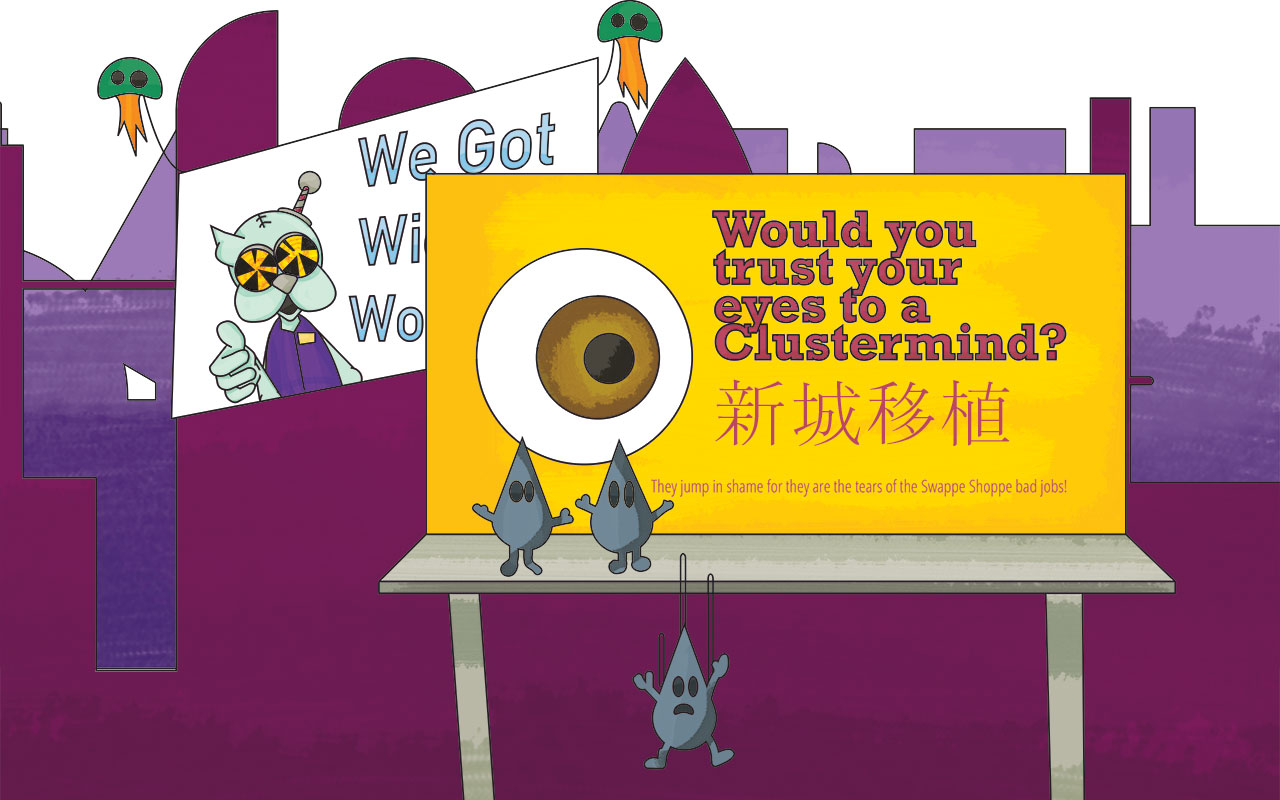 We Got
Would you
trust your
eyes to a
Clustermind?
新城移植
They jump in shame for they are the tears of the Swappe Shoppe bad jobs!